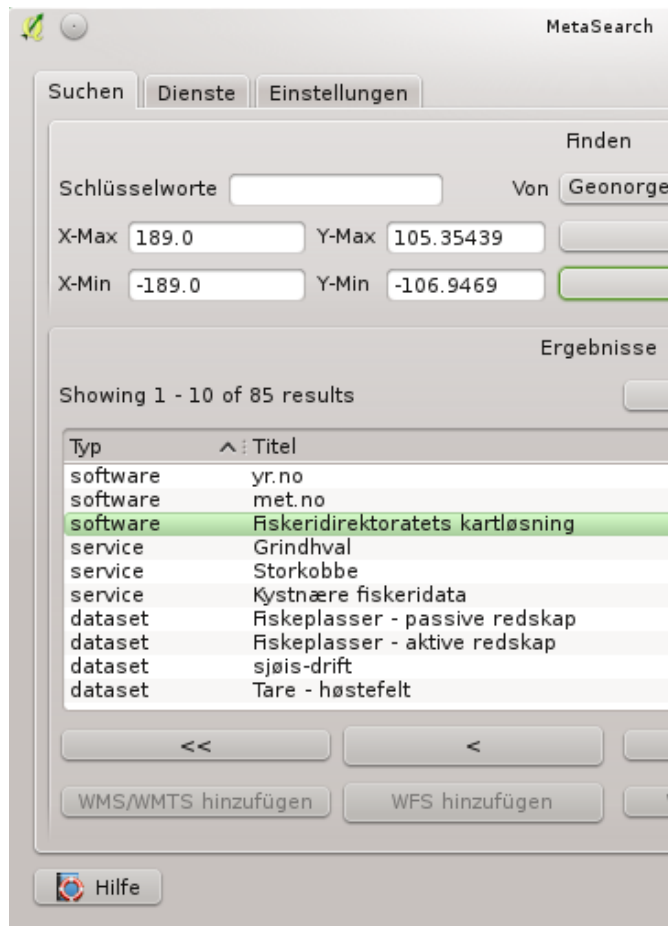 MetaSearch
Suchen Dienste Einstellungen
Finden
Schlüsselworte Von Geonorge
X-Max 189.0 Y-Max 105.35439
X-Min -189.0 Y-Min -106.9469
Ergebnisse
Showing 1 - 10 of 85 results
Typ Titel
software yr.no
software met.no
software Fiskeridirektoratets kartløsning
service Grindhval
service Storkobbe
service Kystnære fiskeridata
dataset Fiskeplasser - passive redskap
dataset Fiskeplasser - aktive redskap
dataset sjøis-drift
dataset Tare - høstefelt
<< <
WMS/WMTS hinzufügen WFS hinzufügen
Hilfe